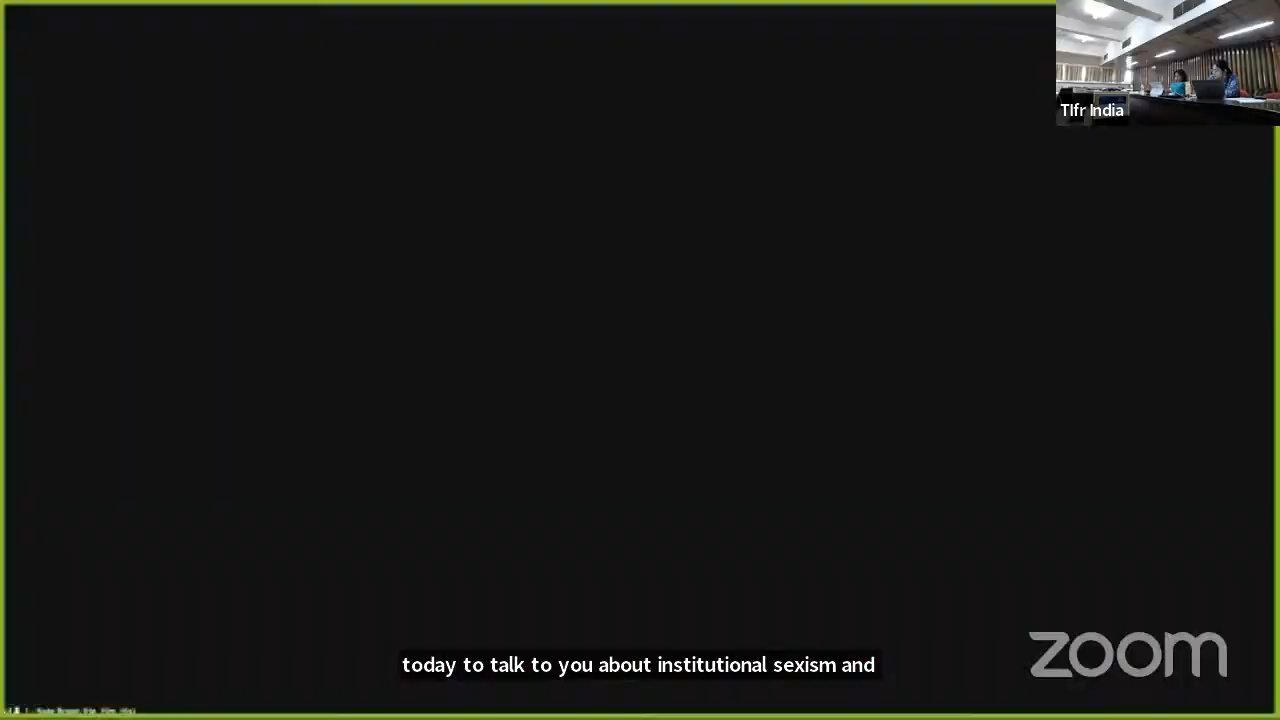 TIfr India
today to talk to you about institutional sexism and
zoom